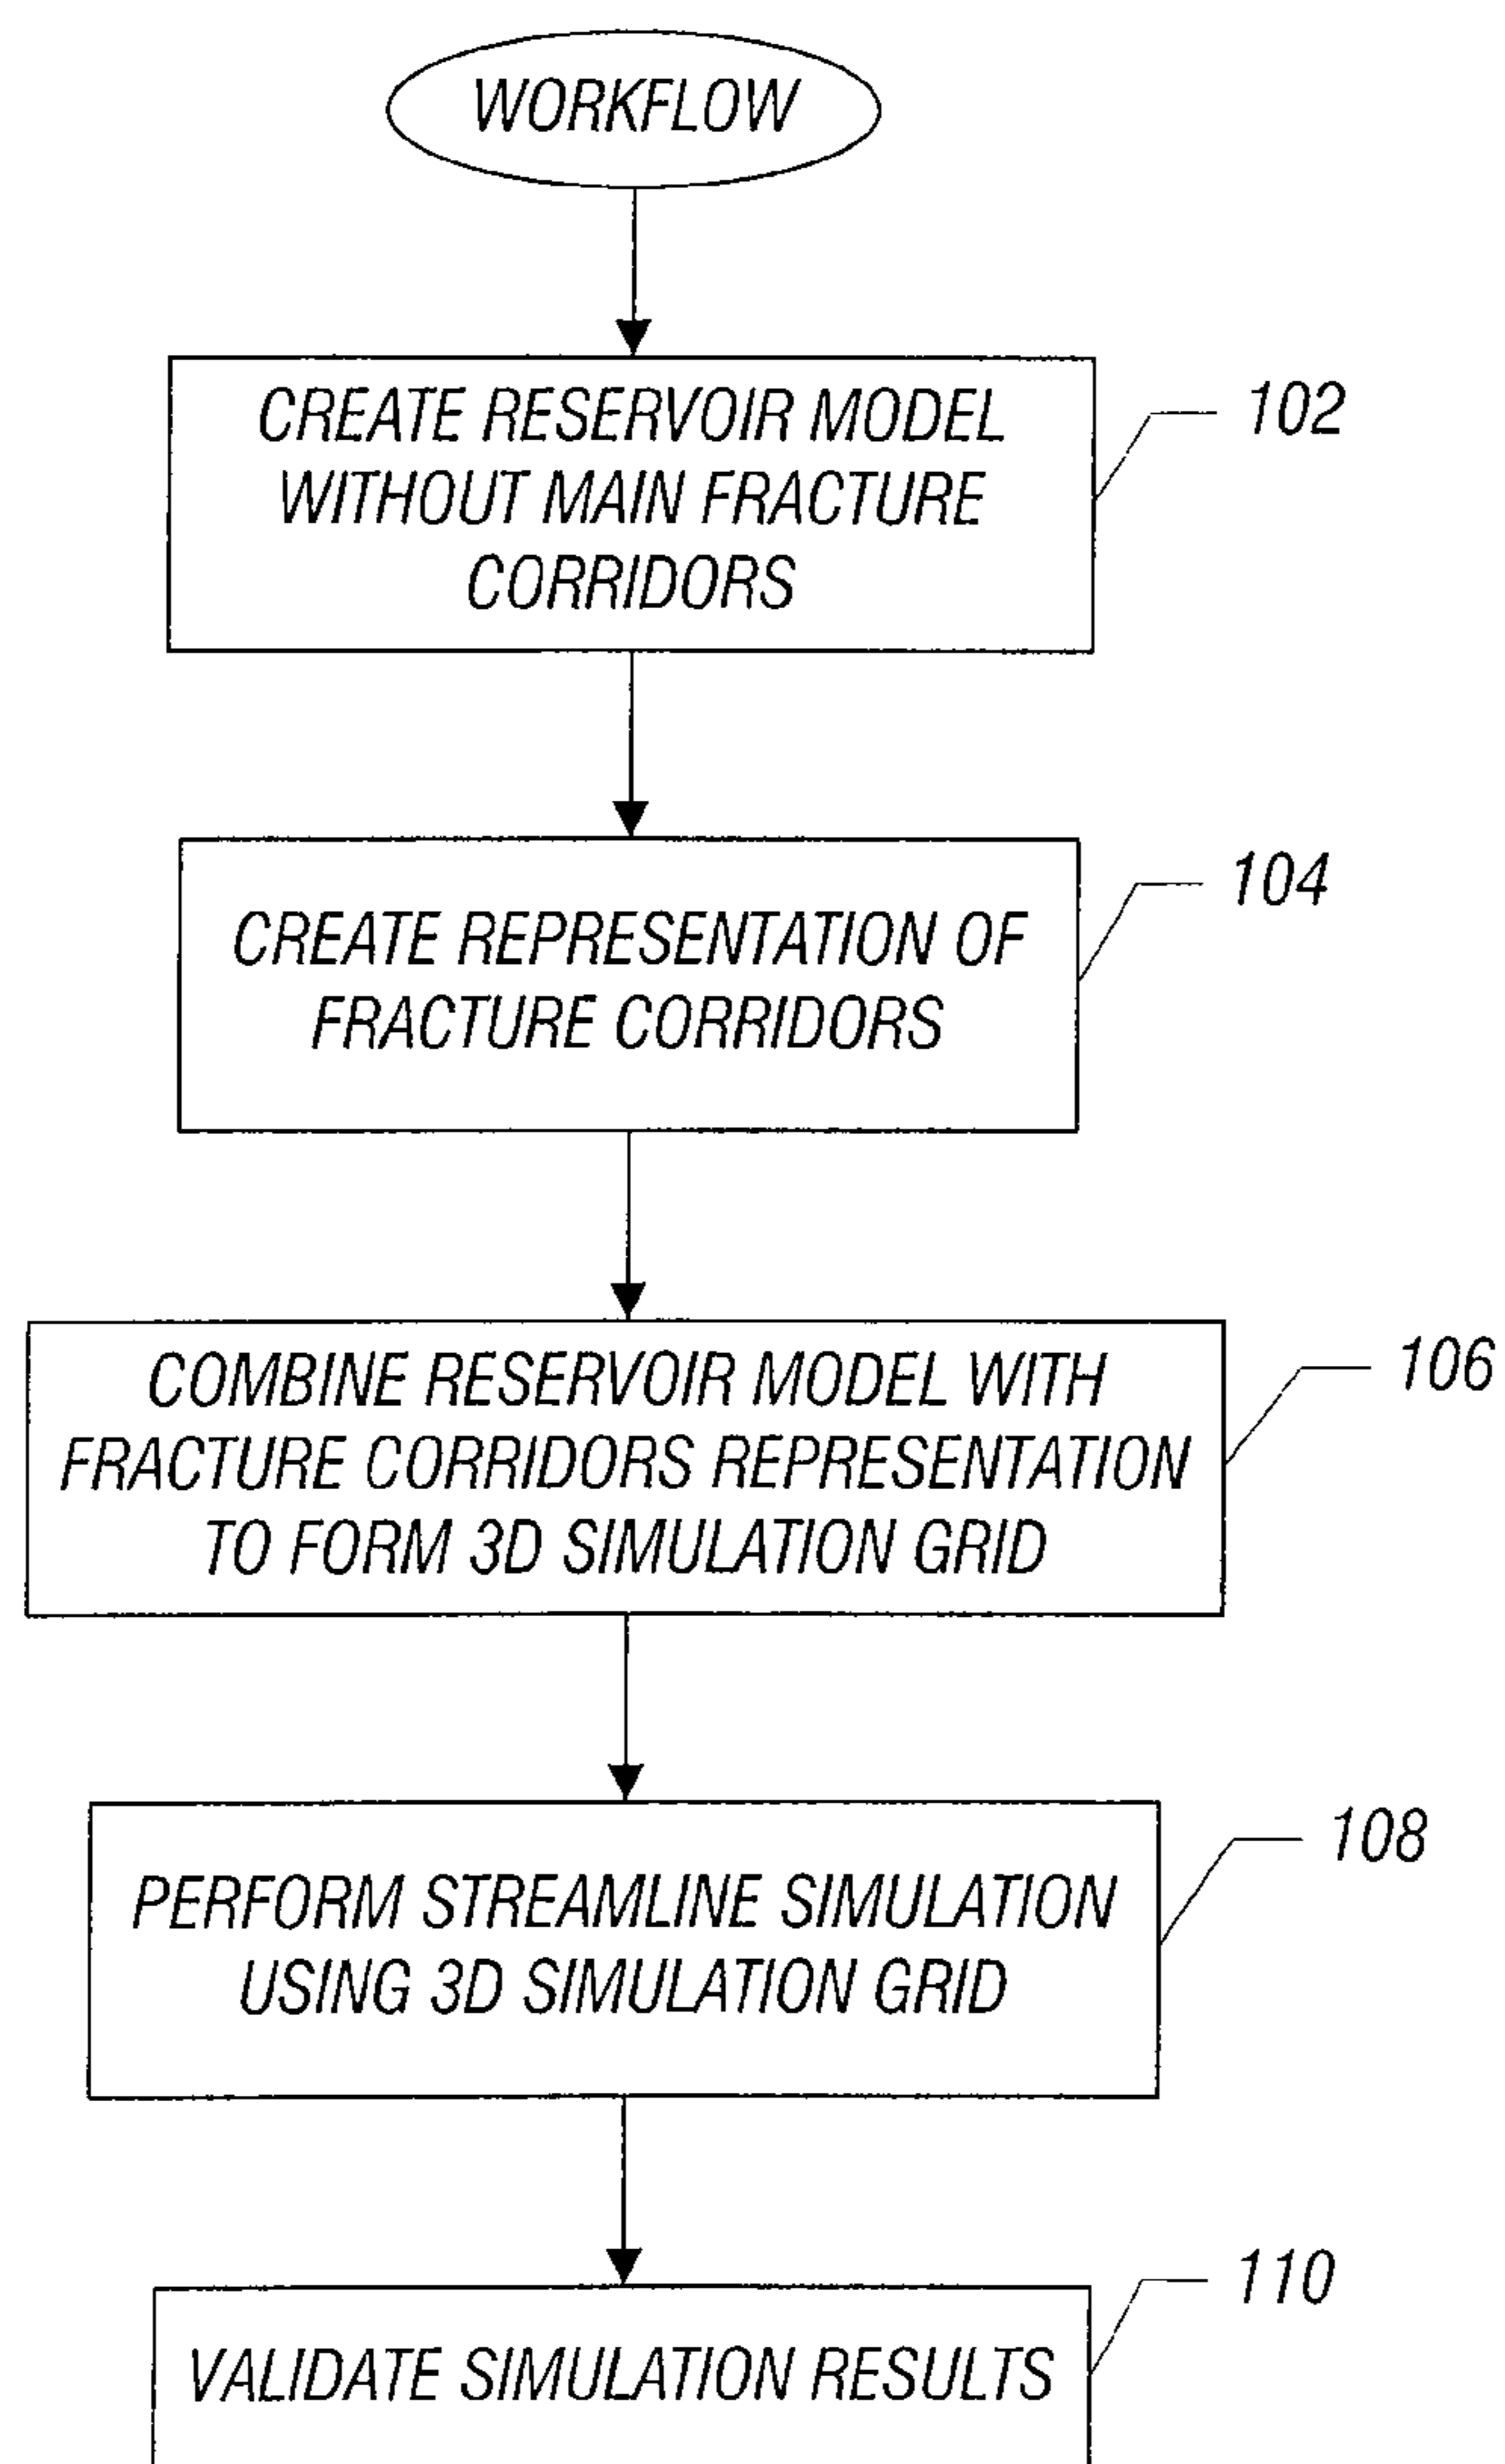 WORKFLOW
CREATE RESERVOIR MODEL
WITHOUT MAIN FRACTURE
CORRIDORS
102
CREATE REPRESENTATION OF
FRACTURE CORRIDORS
104
COMBINE RESERVOIR MODEL WITH
FRACTURE CORRIDORS REPRESENTATION
TO FORM 3D SIMULATION GRID
106
PERFORM STREAMLINE SIMULATION
USING 3D SIMULATION GRID
108
VALIDATE SIMULATION RESULTS
110